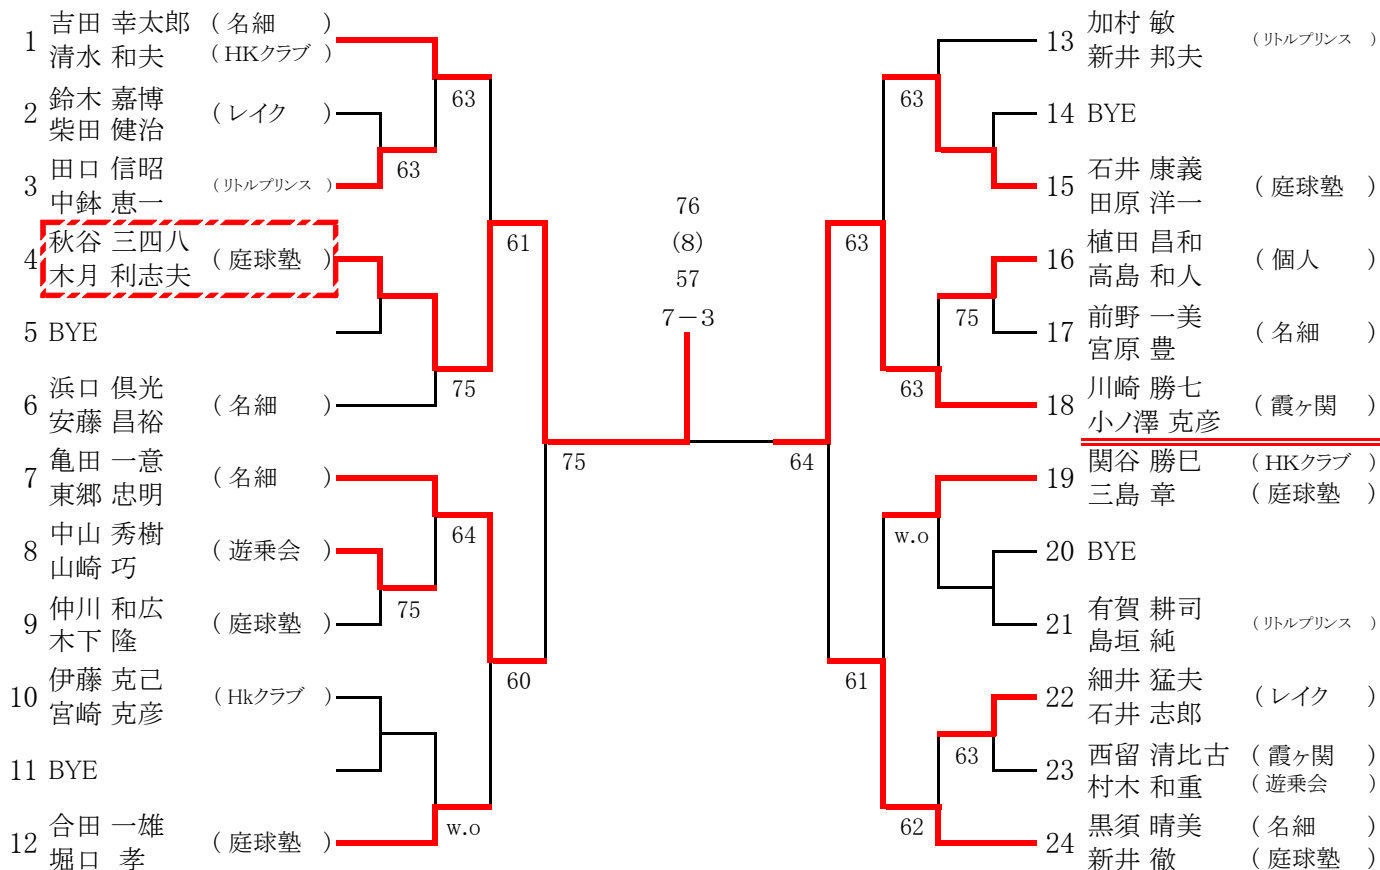 1 吉田 幸太郎 ( 名細 )
清水 和夫 ( HKクラブ )
2 鈴木 嘉博
柴田 健治 ( レイク )
3 田口 信昭
中鉢 恵一 ( リトルプリンス )
4 秋谷 三四八
木月 利志夫 ( 庭球塾 )
5 BYE
6 浜口 倶光
安藤 昌裕 ( 名細 )
7 亀田 一意
東郷 忠明 ( 名細 )
8 中山 秀樹
山崎 巧 ( 遊乗会 )
9 仲川 和広
木下 隆 ( 庭球塾 )
10 伊藤 克己
宮崎 克彦 ( Hkクラブ )
11 BYE
12 合田 一雄
堀口 孝 ( 庭球塾 )
63
63
61
75
75
64
75
60
w.o
76
(8)
57
7-3
63
63
75
63
64
w.o
61
63
62
13 加村 敏
新井 邦夫 ( リトルプリンス )
14 BYE
15 石井 康義
田原 洋一 ( 庭球塾 )
16 植田 昌和
高島 和人 ( 個人 )
17 前野 一美
宮原 豊 ( 名細 )
18 川崎 勝七
小ノ澤 克彦 ( 霞ヶ関 )
19 関谷 勝巳 ( HKクラブ )
三島 章 ( 庭球塾 )
20 BYE
21 有賀 耕司
島垣 純 ( リトルプリンス )
22 細井 猛夫
石井 志郎 ( レイク )
23 西留 清比古 ( 霞ヶ関 )
村木 和重 ( 遊乗会 )
24 黒須 晴美 ( 名細 )
新井 徹 ( 庭球塾 )